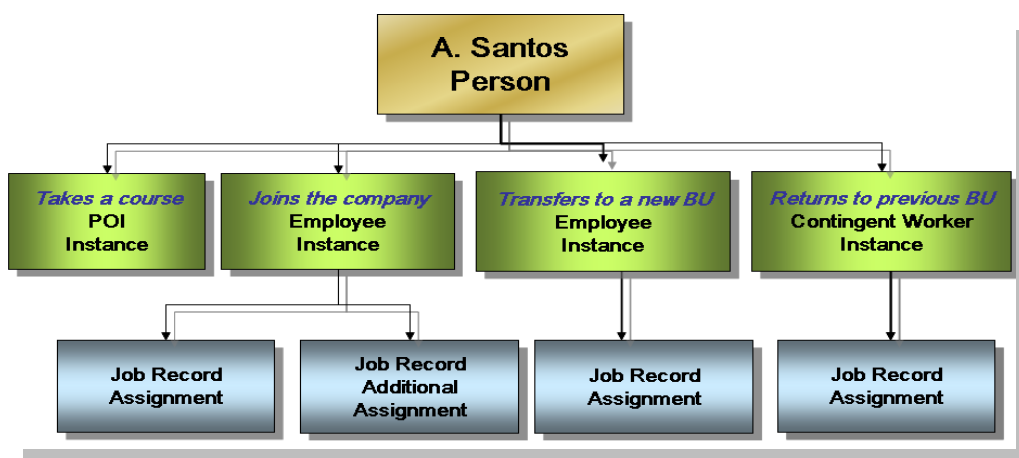 A. Santos
Person
Takes a course
POI
Instance
Joins the company
Employee
Instance
Transfers to a new BU
Employee
Instance
Returns to previous BU
Contingent Worker
Instance
Job Record
Assignment
Job Record
Additional
Assignment
Job Record
Assignment
Job Record
Assignment